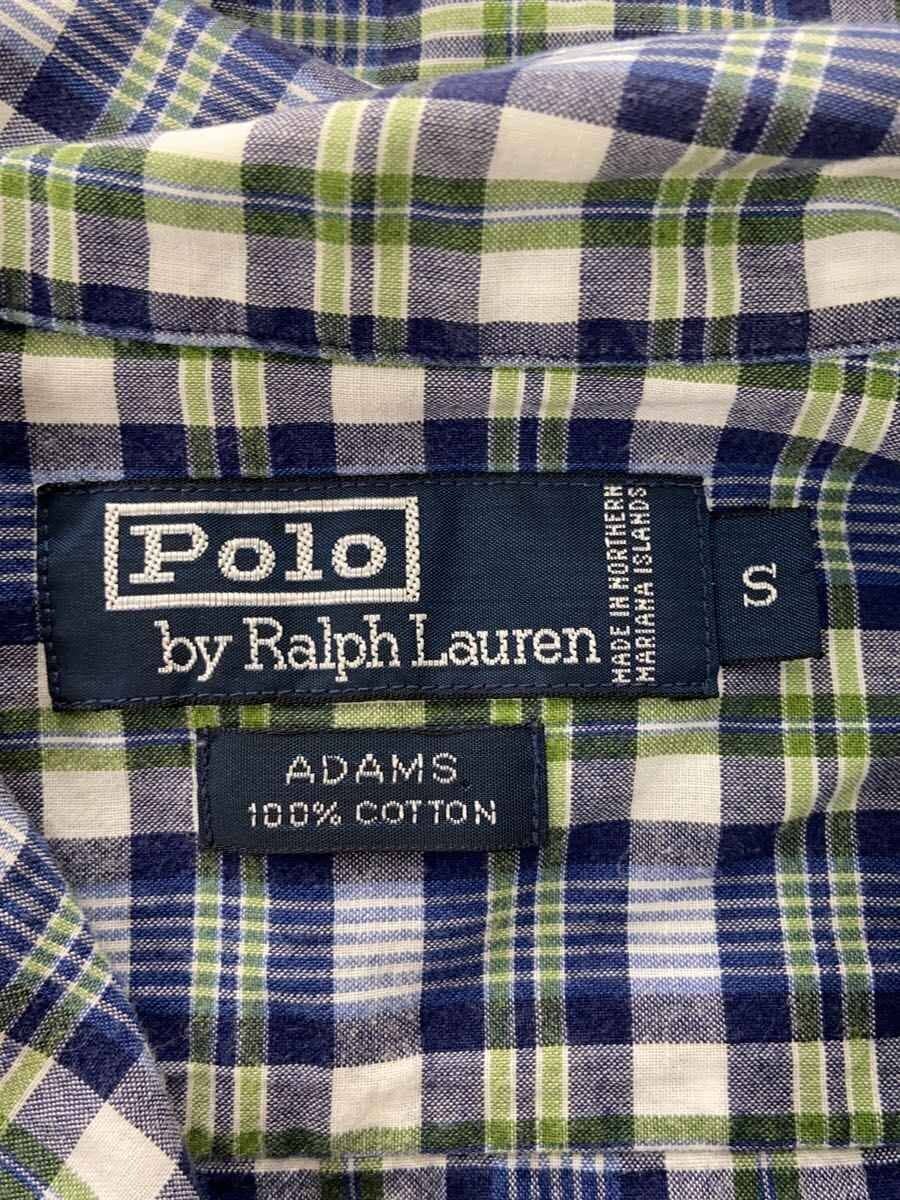 Polo
by Ralph Lauren
MADE IN NORTHERN
MARIANA ISLANDS
S
ADAMS
100% COTTON